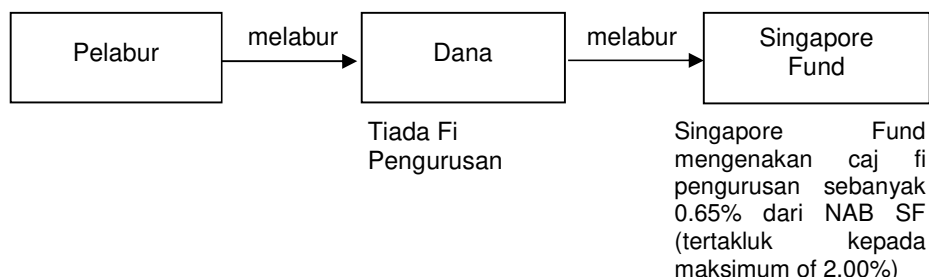 Pelabur
melabur
Dana
melabur
Singapore
Fund
Tiada Fi
Pengurusan
Singapore Fund
mengenakan caj fi
pengurusan sebanyak
0.65% dari NAB SF
(tertakluk kepada
maksimum of 2.00%)